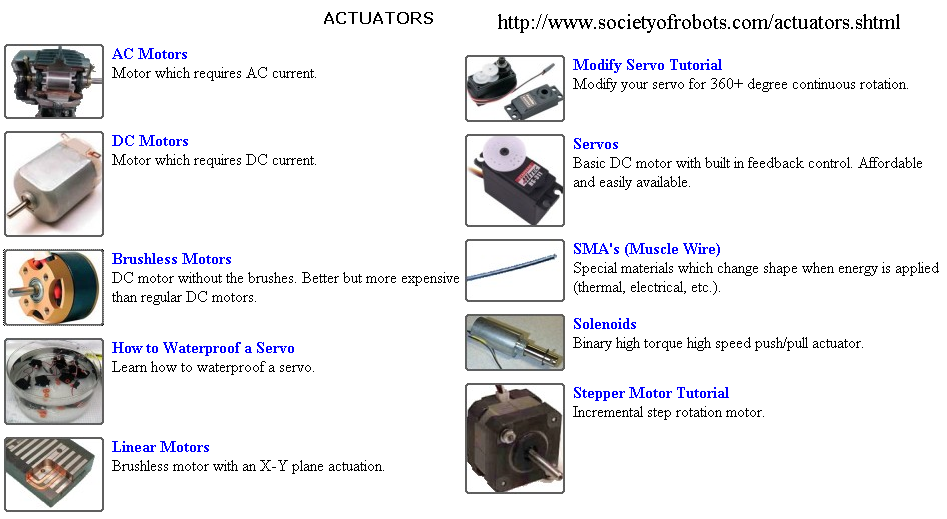 ACTUATORS
http://www.societyofrobots.com/actuators.shtml
AC Motors
Motor which requires AC current.
DC Motors
Motor which requires DC current.
Brushless Motors
DC motor without the brushes. Better but more expensive
than regular DC motors.
How to Waterproof a Servo
Learn how to waterproof a servo.
Linear Motors
Brushless motor with an X-Y plane actuation.
Modify Servo Tutorial
Modify your servo for 360+ degree continuous rotation.
Servos
Basic DC motor with built in feedback control. Affordable
and easily available.
SMA's (Muscle Wire)
Special materials which change shape when energy is applied
(thermal, electrical, etc.).
Solenoids
Binary high torque high speed push/pull actuator.
Stepper Motor Tutorial
Incremental step rotation motor.